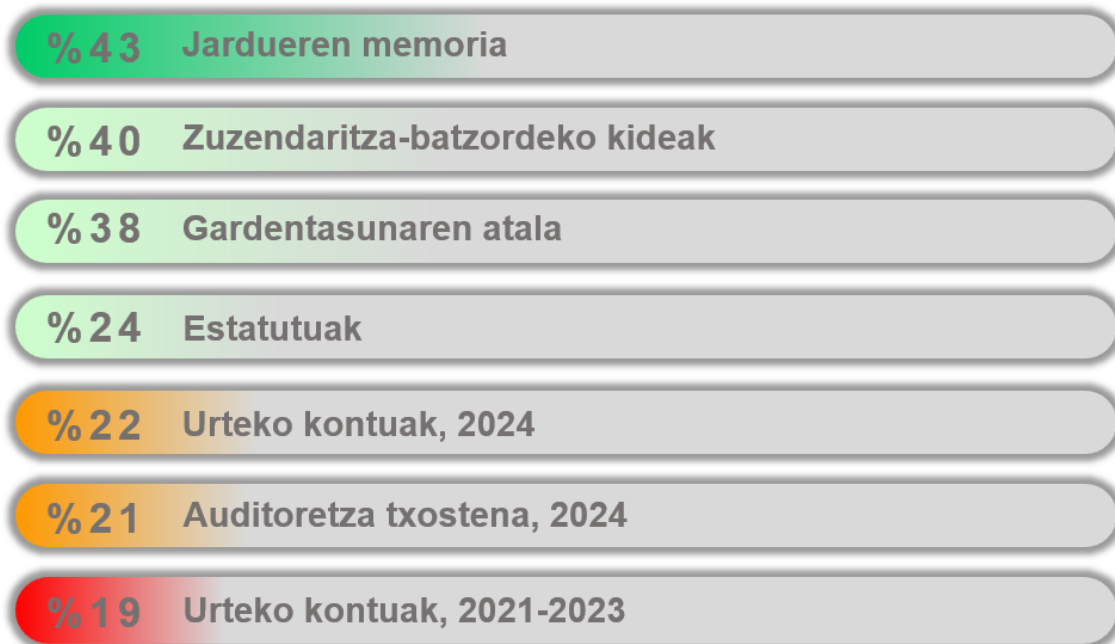 %43 Jardueren memoria
%40 Zuzendaritza-batzordeko kideak
%38 Gardentasunaren atala
%24 Estatutuak
%22 Urteko kontuak, 2024
%21 Auditoretza txostena, 2024
%19 Urteko kontuak, 2021-2023